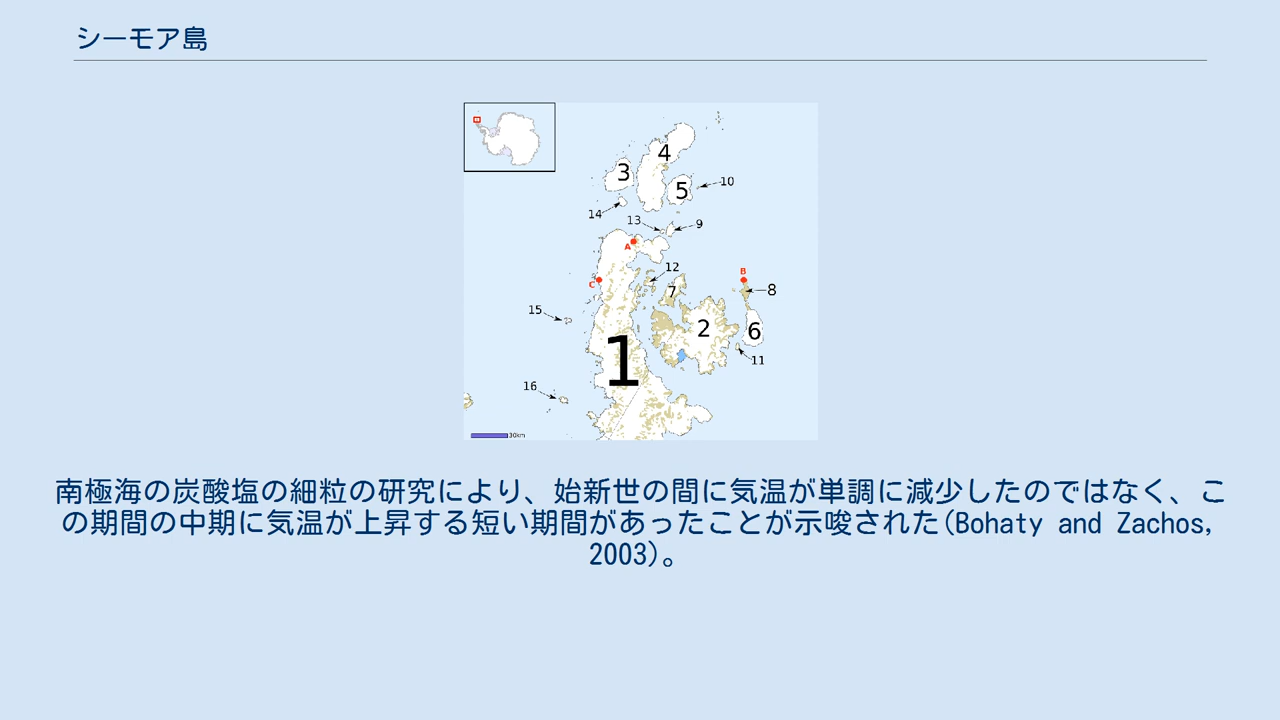 シーモア島
4
3
5
10
14
13
9
A
12
B
C
7
8
15
2
6
1
11
16
30km
南極海の炭酸塩の細粒の研究により、始新世の間に気温が単調に減少したのではなく、こ
の期間の中期に気温が上昇する短い期間があったことが示唆された(Bohaty and Zachos,
2003)。